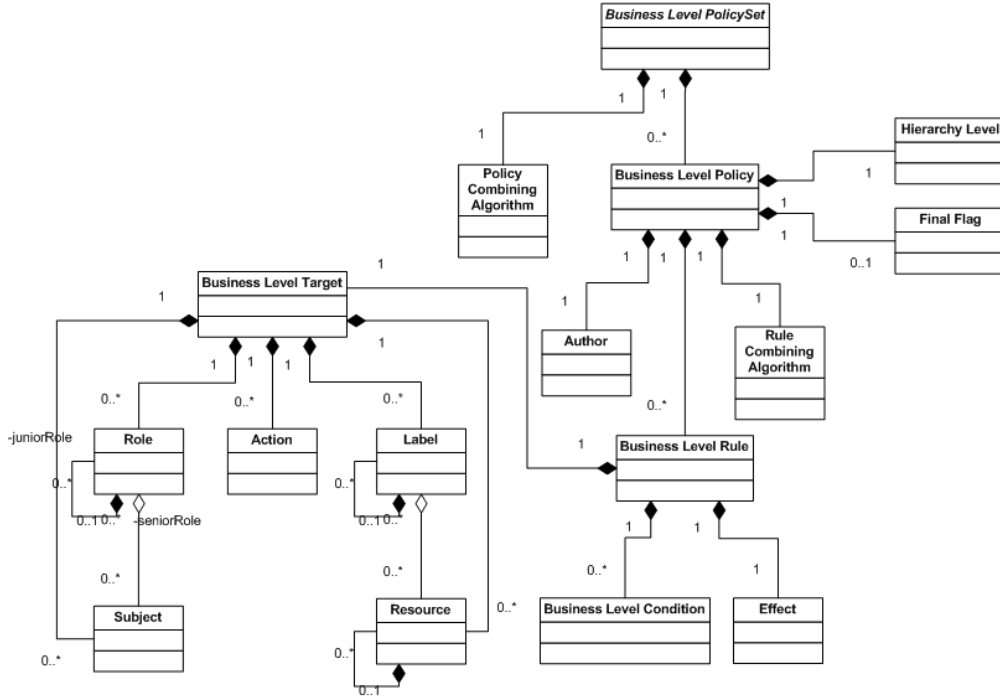 Business Level PolicySet
1
1
1
0..*
Policy
Combining
Algorithm
Business Level Policy
Hierarchy Level
1
1
Final Flag
1
0..1
1
1
1
1
1
Author
Rule
Combining
Algorithm
0..*
Business Level Target
1
1
1
1
1
1
0..*
0..*
0..*
-juniorRole
Role
Action
Label
0..*
0..1
0..*
-seniorRole
0..*
0..1
0..*
0..*
0..*
Subject
0..*
Resource
0..*
0..*
0..1
Business Level Rule
1
1
1
0..*
1
Business Level Condition
Effect